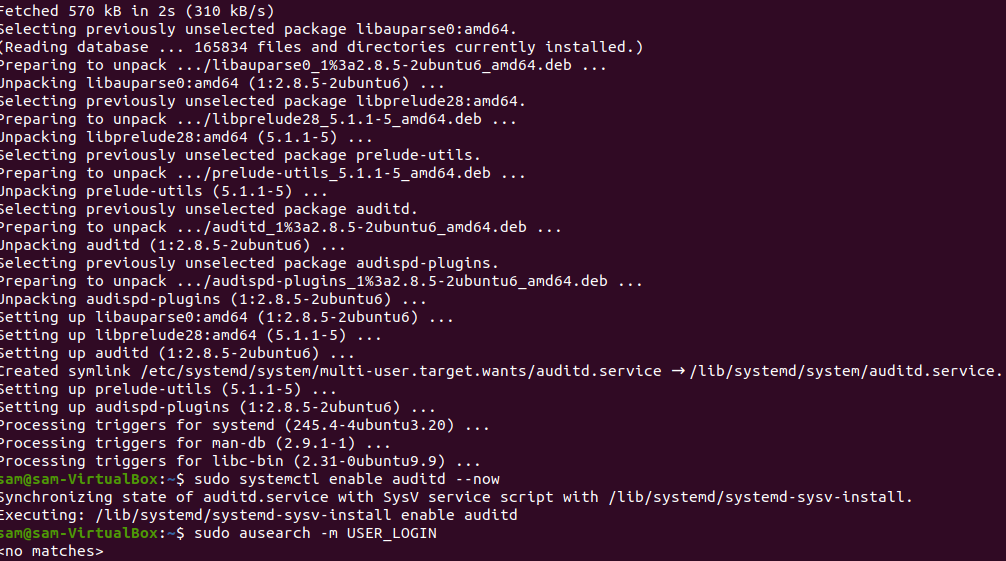 Fetched 570 kB in 2s (310 kB/s)
Selecting previously unselected package libauparse0:amd64.
(Reading database ... 165834 files and directories currently installed.)
Preparing to unpack .../libauparse0_1%3a2.8.5-2ubuntu6_amd64.deb ...
Unpacking libauparse0:amd64 (1:2.8.5-2ubuntu6) ...
Selecting previously unselected package libprelude28:amd64.
Preparing to unpack .../libprelude28_5.1.1-5_amd64.deb ...
Unpacking libprelude28:amd64 (5.1.1-5) ...
Selecting previously unselected package prelude-utils.
Preparing to unpack .../prelude-utils_5.1.1-5_amd64.deb ...
Unpacking prelude-utils (5.1.1-5) ...
Selecting previously unselected package auditd.
Preparing to unpack .../auditd_1%3a2.8.5-2ubuntu6_amd64.deb ...
Unpacking auditd (1:2.8.5-2ubuntu6) ...
Selecting previously unselected package audispd-plugins.
Preparing to unpack .../audispd-plugins_1%3a2.8.5-2ubuntu6_amd64.deb ...
Unpacking audispd-plugins (1:2.8.5-2ubuntu6) ...
Setting up libauparse0:amd64 (1:2.8.5-2ubuntu6) ...
Setting up libprelude28:amd64 (5.1.1-5) ...
Setting up auditd (1:2.8.5-2ubuntu6) ...
Created symlink /etc/systemd/system/multi-user.target.wants/auditd.service → /lib/systemd/system/auditd.service.
Setting up prelude-utils (5.1.1-5) ...
Setting up audispd-plugins (1:2.8.5-2ubuntu6) ...
Processing triggers for systemd (245.4-4ubuntu3.20) ...
Processing triggers for man-db (2.9.1-1) ...
Processing triggers for libc-bin (2.31-0ubuntu9.9) ...
sam@sam-VirtualBox:~$ sudo systemctl enable auditd --now
Synchronizing state of auditd.service with SysV service script with /lib/systemd/systemd-sysv-install.
Executing: /lib/systemd/systemd-sysv-install enable auditd
sam@sam-VirtualBox:~$ sudo ausearch -m USER_LOGIN
<no matches>